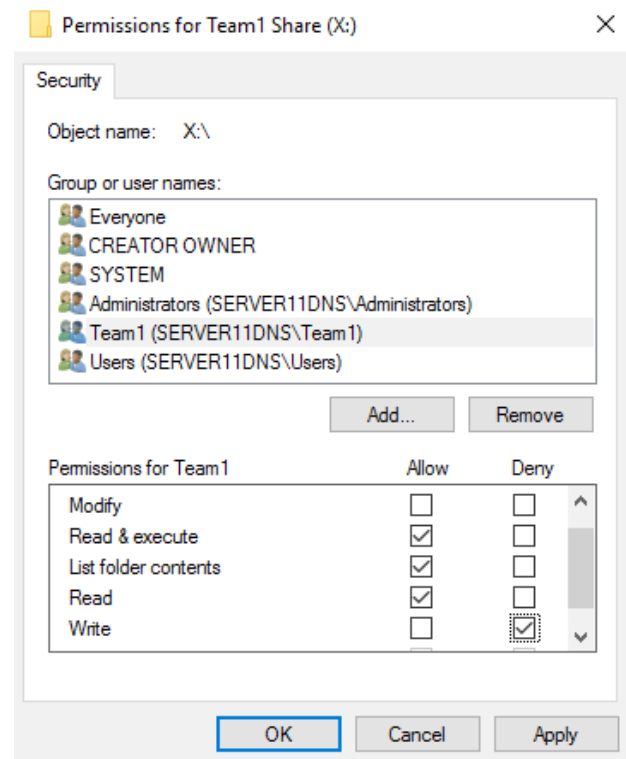 Permissions for Team1 Share (X:)
Security
Object name: X:\
Group or user names:
Everyone
CREATOR OWNER
SYSTEM
Administrators (SERVER11DNS\Administrators)
Team1 (SERVER11DNS\Team1)
Users (SERVER11DNS\Users)
Add... Remove
Permissions for Team1 Allow Deny
Modify
Read & execute
List folder contents
Read
Write
OK Cancel Apply